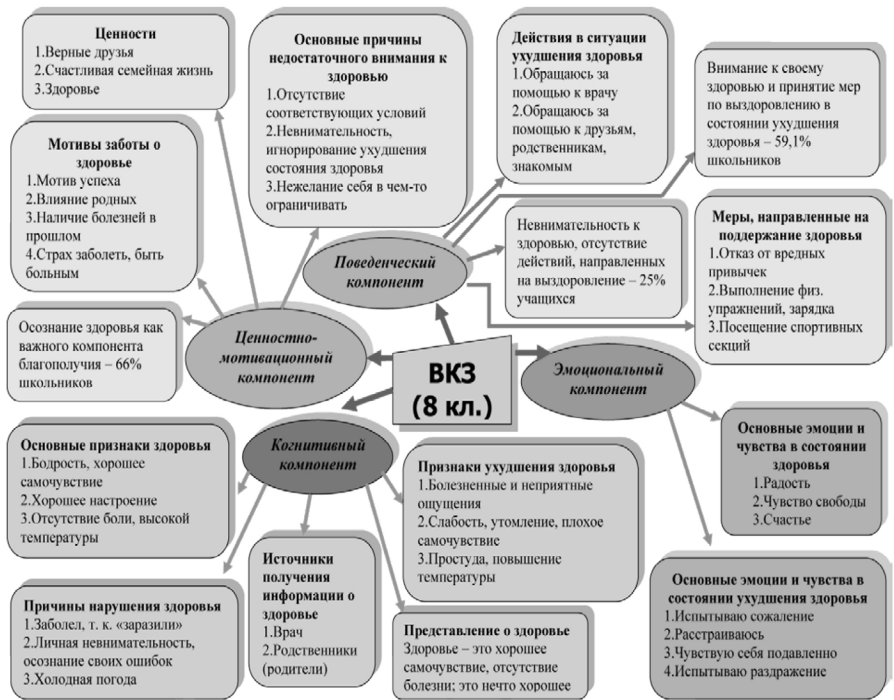 Ценности
1.Верные друзья
2.Счастливая семейная жизнь
3.Здоровье
Основные причины
недостаточного внимания к
здоровью
1.Отсутствие
соответствующих условий
2.Невнимательность,
игнорирование ухудшения
состояния здоровья
3.Нежелание себя в чем-то
ограничивать
Действия в ситуации
ухудшения здоровья
1.Обращаюсь за
помощью к врачу
2.Обращаюсь за
помощью к друзьям,
родственникам,
знакомым
Внимание к своему
здоровью и принятие мер
по выздоровлению в
состоянии ухудшения
здоровья – 59,1%
школьников
Мотивы заботы о
здоровье
1.Мотив успеха
2.Влияние родных
3.Наличие болезней в
прошлом
4.Страх заболеть, быть
больным
Поведенческий
компонент
Невнимательность к
здоровью, отсутствие
действий, направленных
на выздоровление – 25%
учащихся
Меры, направленные на
поддержание здоровья
1.Отказ от вредных
привычек
2.Выполнение физ.
упражнений, зарядка
3.Посещение спортивных
секций
Осознание здоровья как
важного компонента
благополучия – 66%
школьников
Ценностно-
мотивационный
компонент
ВКЗ
(8 кл.)
Эмоциональный
компонент
Основные признаки здоровья
1.Бодрость, хорошее
самочувствие
2.Хорошее настроение
3.Отсутствие боли, высокой
температуры
Когнитивный
компонент
Признаки ухудшения здоровья
1.Болезненные и неприятные
ощущения
2.Слабость, утомление, плохое
самочувствие
3.Простуда, повышение
температуры
Основные эмоции и
чувства в состоянии
здоровья
1.Радость
2.Чувство свободы
3.Счастье
Причины нарушения здоровья
1.Заболел, т. к. «заразили»
2.Личная невнимательность,
осознание своих ошибок
3.Холодная погода
Источники
получения
информации о
здоровье
1.Врач
2.Родственники
(родители)
Представление о здоровье
Здоровье – это хорошее
самочувствие, отсутствие
болезни; это нечто хорошее
Основные эмоции и чувства в
состоянии ухудшения здоровья
1.Испытываю сожаление
2.Расстраиваюсь
3.Чувствую себя подавленно
4.Испытываю раздражение